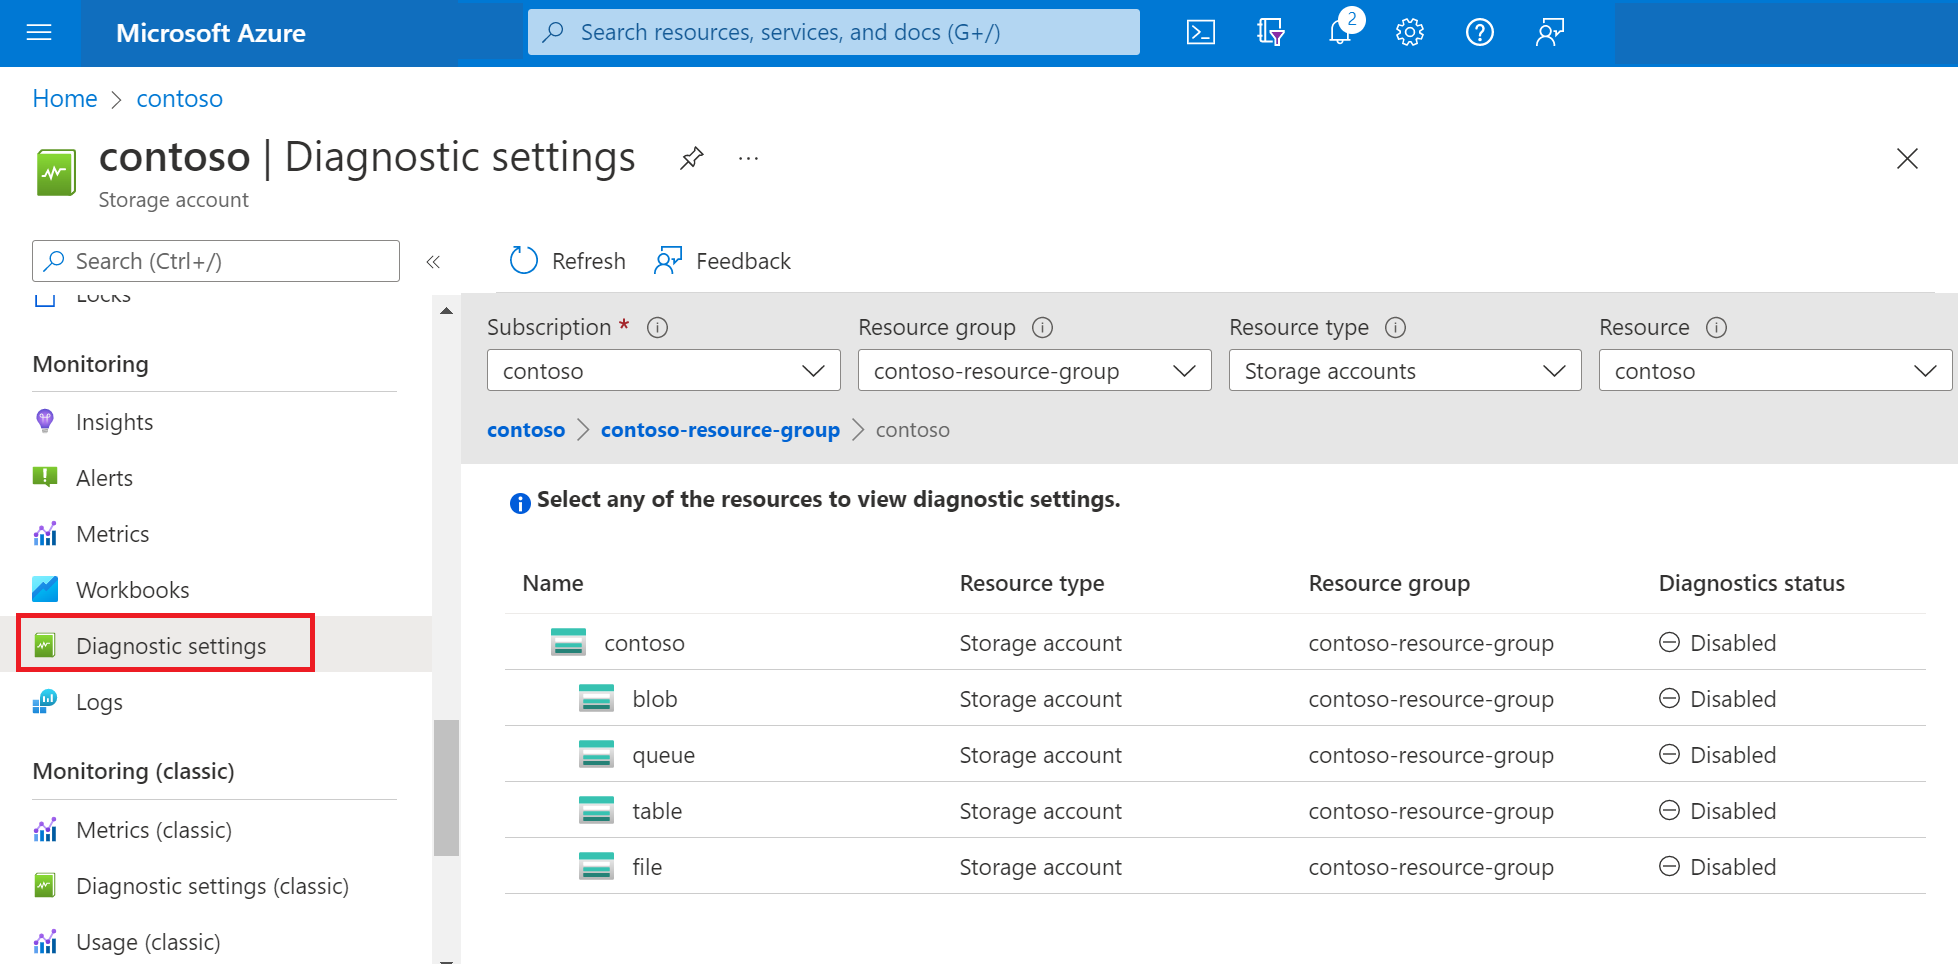 Microsoft Azure
Search resources, services, and docs (G+/)
2
Home > contoso
contoso | Diagnostic settings
...
Storage account
Search (Ctrl+/)
«
Refresh
Feedback
Locks
Monitoring
Insights
Alerts
Metrics
Workbooks
Diagnostic settings
Logs
Monitoring (classic)
Metrics (classic)
Diagnostic settings (classic)
Usage (classic)
Subscription * Resource group Resource type Resource
contoso contoso-resource-group Storage accounts contoso
contoso > contoso-resource-group > contoso
Select any of the resources to view diagnostic settings.
Name Resource type Resource group Diagnostics status
contoso Storage account contoso-resource-group Disabled
blob Storage account contoso-resource-group Disabled
queue Storage account contoso-resource-group Disabled
table Storage account contoso-resource-group Disabled
file Storage account contoso-resource-group Disabled